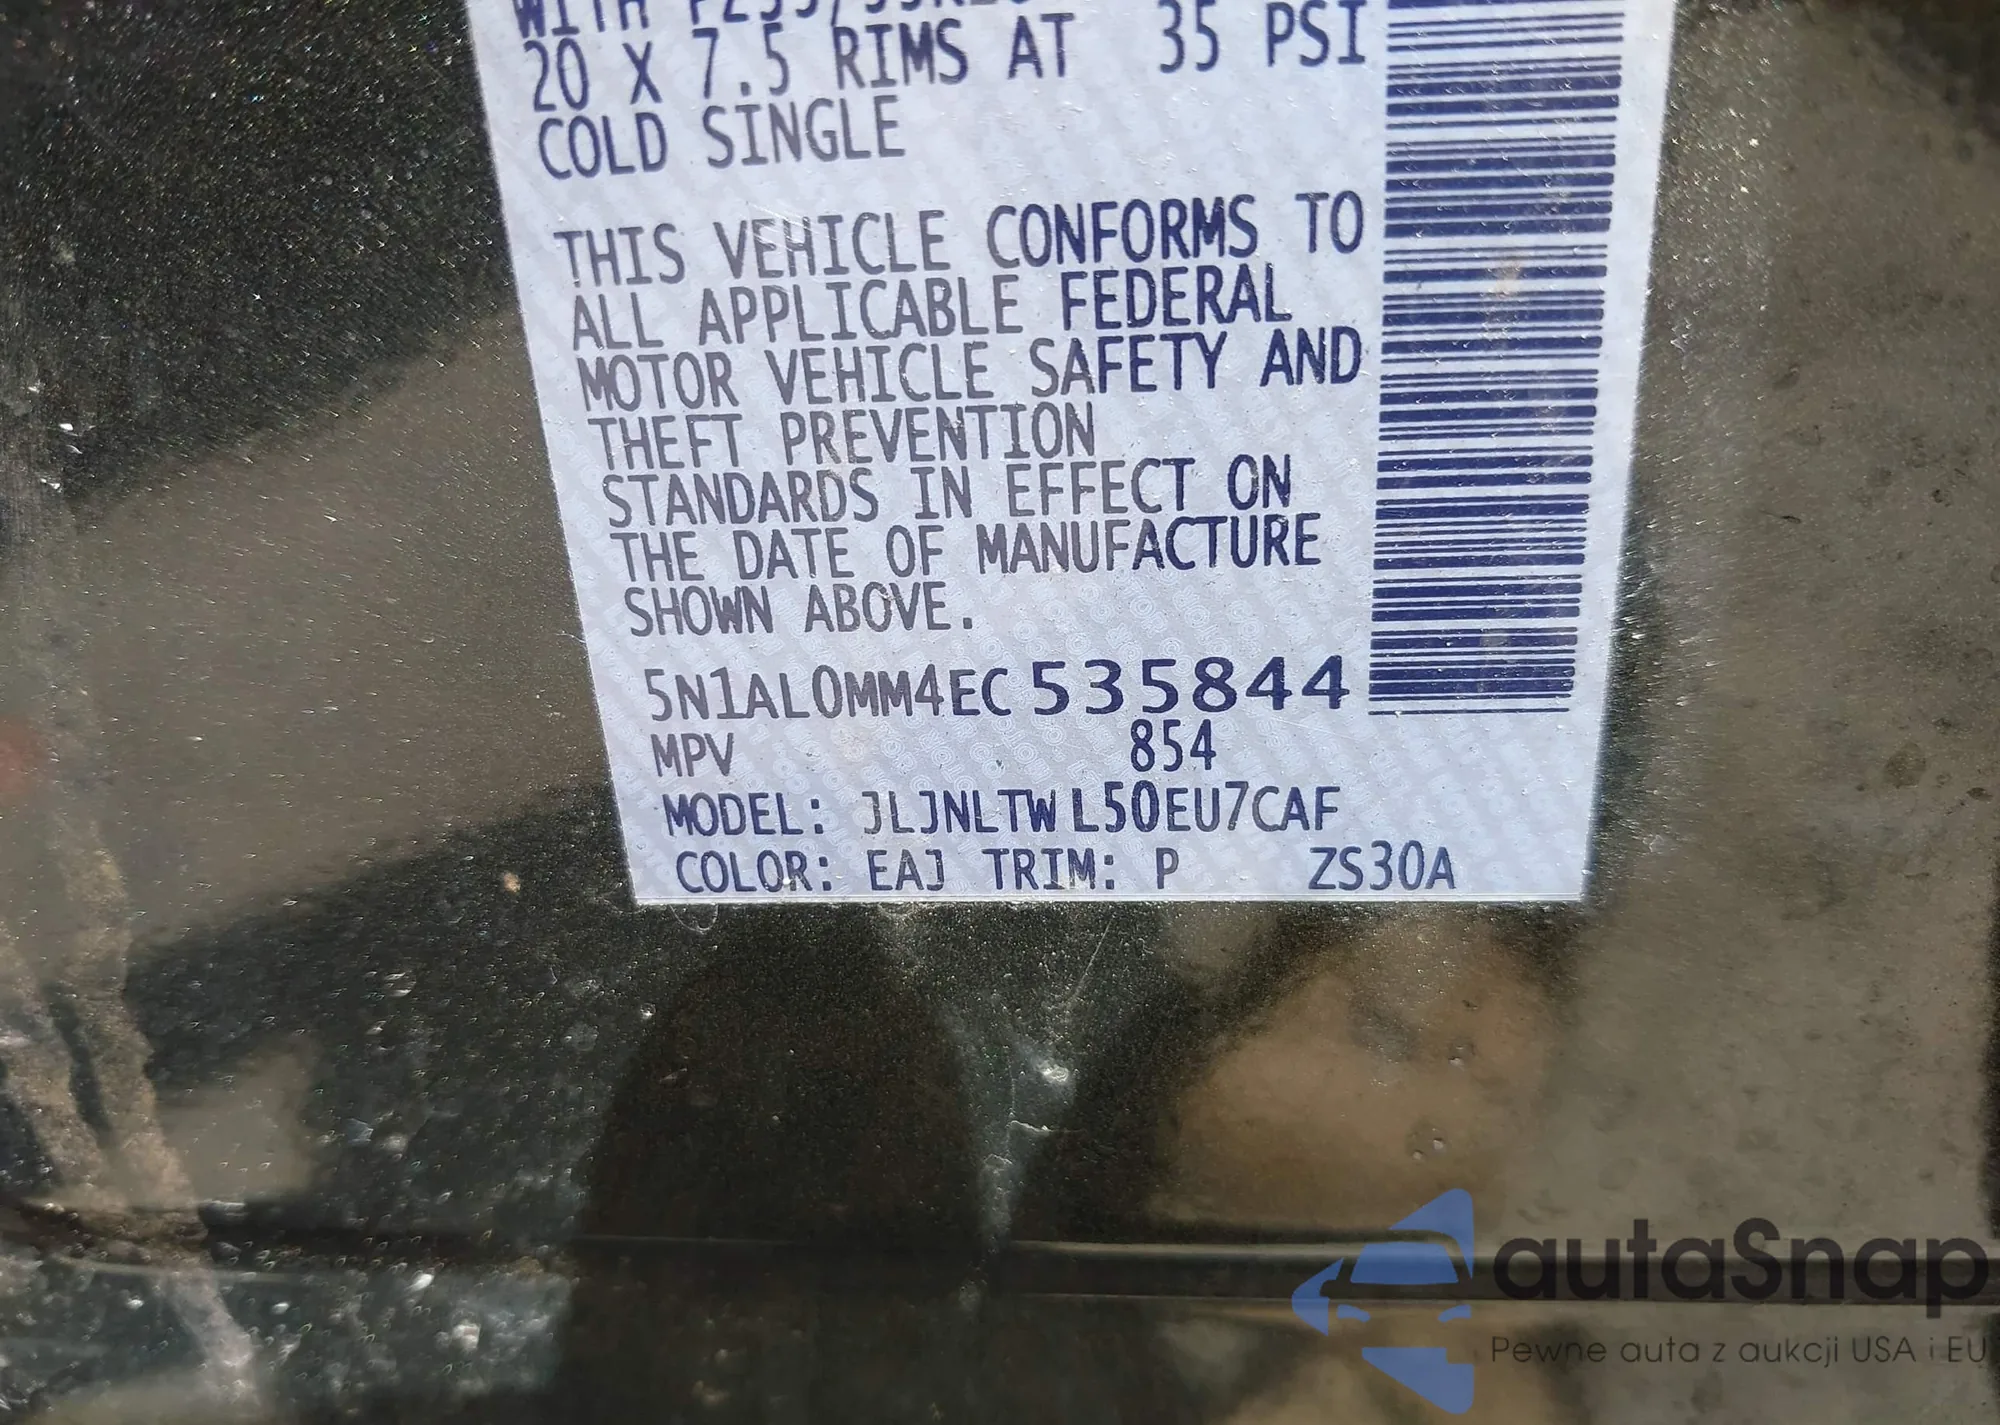 20 X 7.5 RIMS AT 35 PSI
COLD SINGLE
THIS VEHICLE CONFORMS TO
ALL APPLICABLE FEDERAL
MOTOR VEHICLE SAFETY AND
THEFT PREVENTION
STANDARDS IN EFFECT ON
THE DATE OF MANUFACTURE
SHOWN ABOVE.
5N1AL0MM4EC535844
MPV 854
MODEL: JLJNLTWL50EU7CAF
COLOR: EAJ TRIM: P ZS30A
autaSnap
Pewne auta z aukcji USA i EU